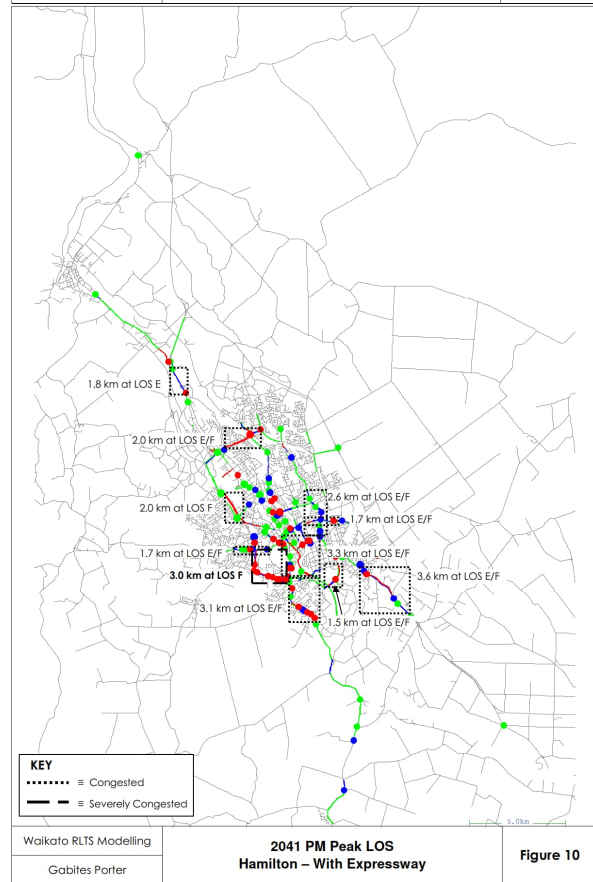 1.8 km at LOS E
2.0 km at LOS E/F
2.6 km at LOS E/F
2.0 km at LOS F
1.7 km at LOS E/F
1.7 km at LOS E/F
3.3 km at LOS E/F
3.0 km at LOS F
3.6 km at LOS E/F
3.1 km at LOS E/F
1.5 km at LOS E/F
KEY
≡ Congested
≡ Severely Congested
5.0km
Waikato RLTS Modelling
Gabites Porter
2041 PM Peak LOS
Hamilton – With Expressway
Figure 10